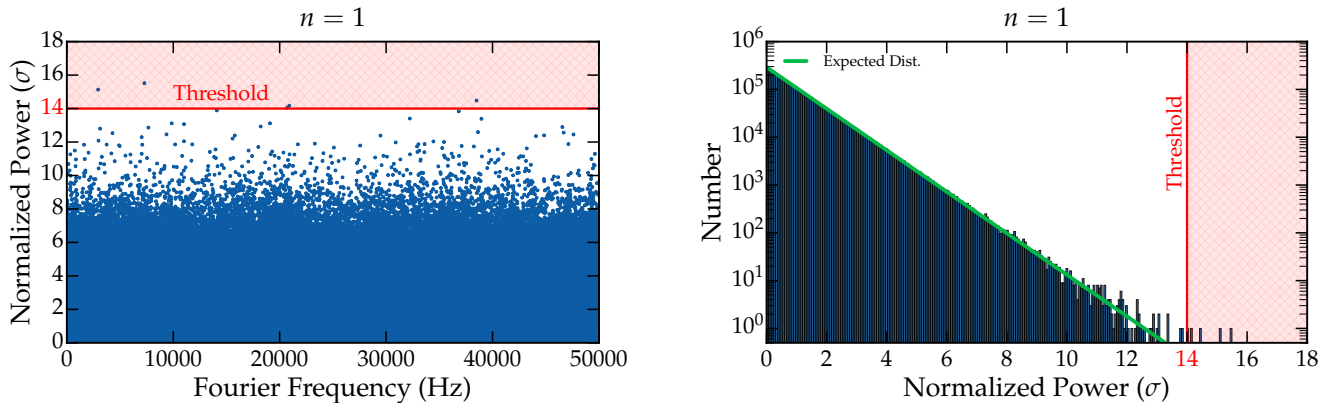 n = 1
Normalized Power (σ)
18
16
14
12
10
8
6
4
2
0
Threshold
0 10000 20000 30000 40000 50000
Fourier Frequency (Hz)
n = 1
Number
10^6
10^5
10^4
10^3
10^2
10^1
10^0
Expected Dist.
Threshold
0 2 4 6 8 10 12 14 16 18
Normalized Power (σ)